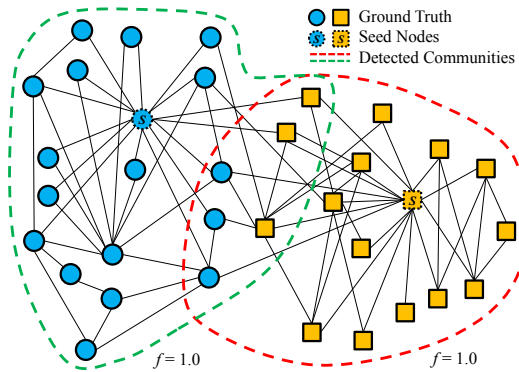 Ground Truth
s s Seed Nodes
Detected Communities
s
s
f = 1.0
f = 1.0